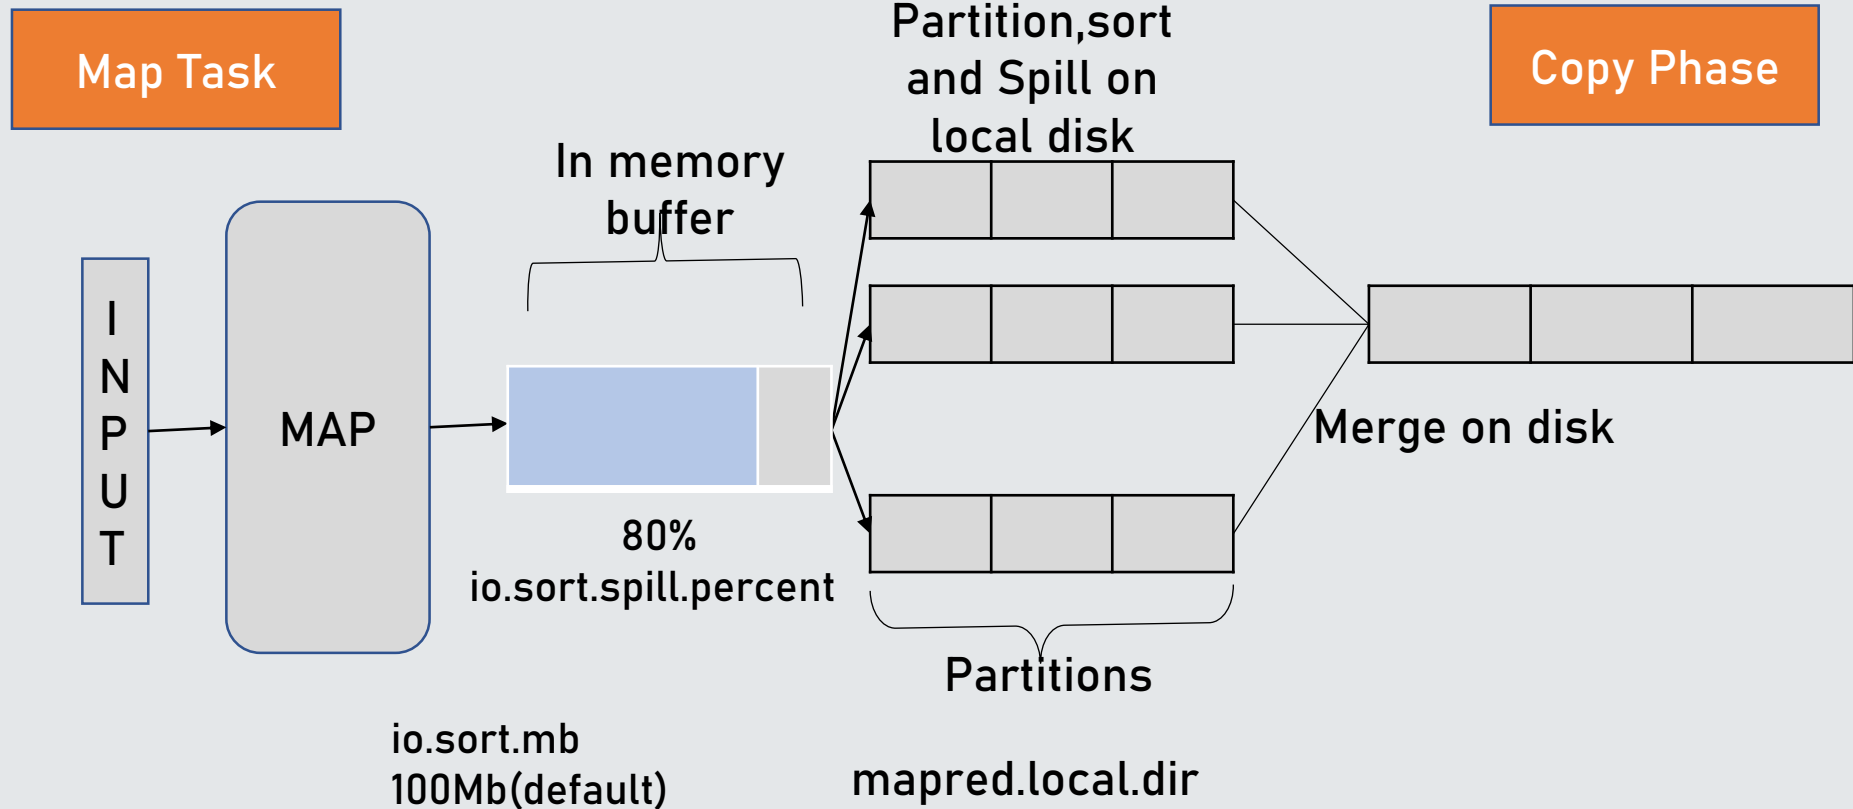 Map Task
Partition,sort
and Spill on
local disk
Copy Phase
In memory
buffer
I
N
P
U
T
MAP
Merge on disk
80%
io.sort.spill.percent
Partitions
io.sort.mb
100Mb(default)
mapred.local.dir